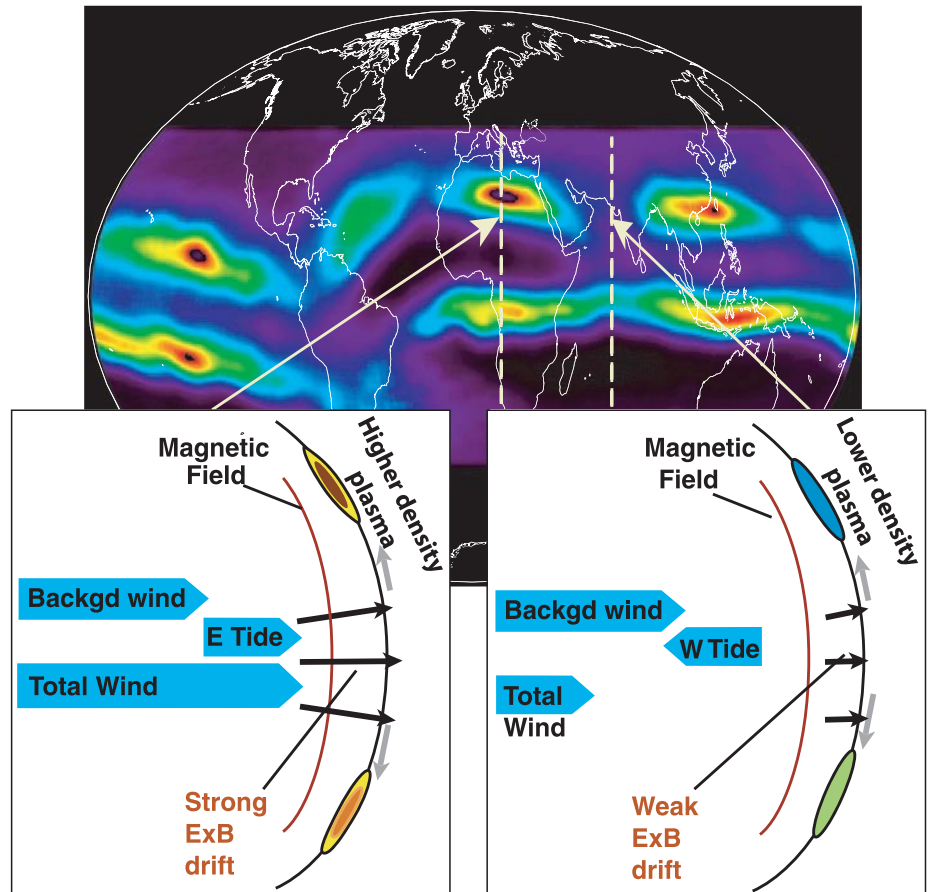 Magnetic
Field
Higher density
plasma
Backgd wind
E Tide
Total Wind
Strong
ExB
drift
Magnetic
Field
Lower density
plasma
Backgd wind
W Tide
Total
Wind
Weak
ExB
drift